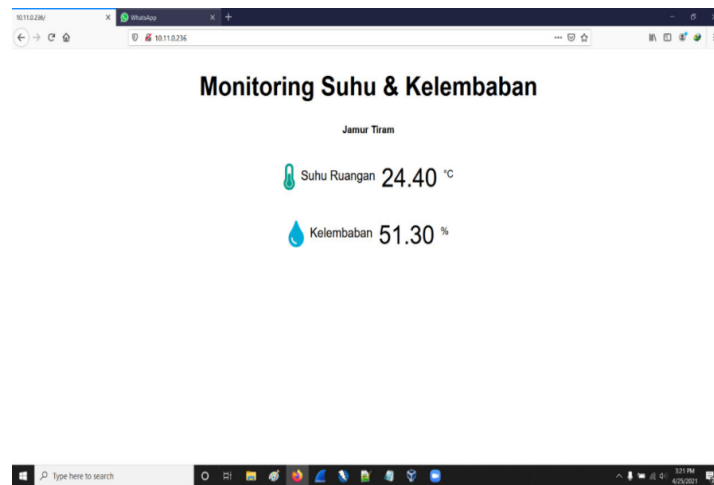 10.11.0.236/
WhatsApp
10.11.0.236
Monitoring Suhu & Kelembaban
Jamur Tiram
Suhu Ruangan 24.40 °C
Kelembaban 51.30 %
Type here to search
3:21 PM
4/25/2021